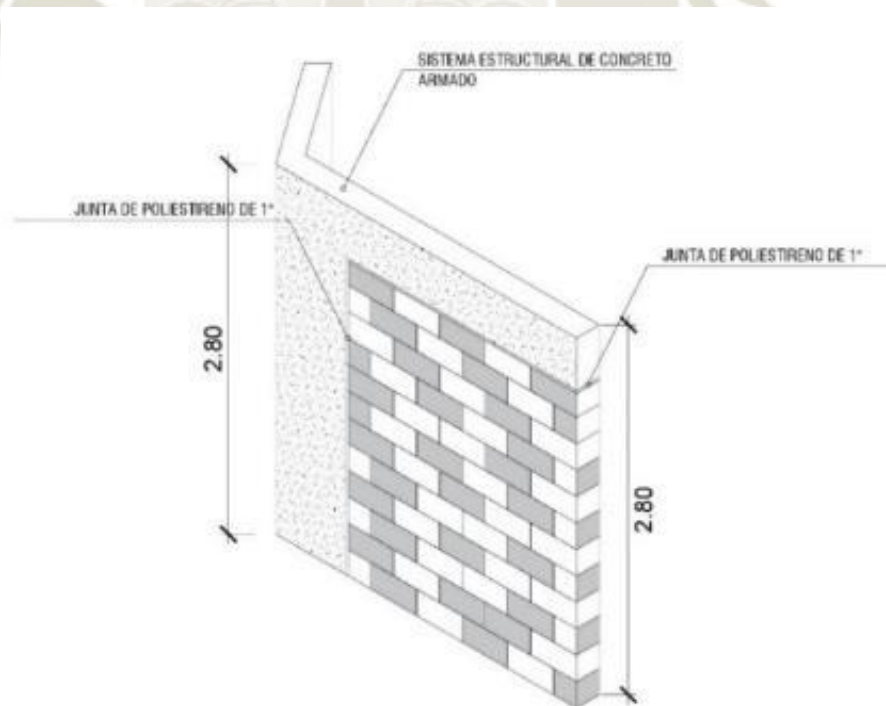 SISTEMA ESTRUCTURAL DE CONCRETO
ARMADO
JUNTA DE POLIESTIRENO DE 1"
JUNTA DE POLIESTIRENO DE 1"
2.80
2.80